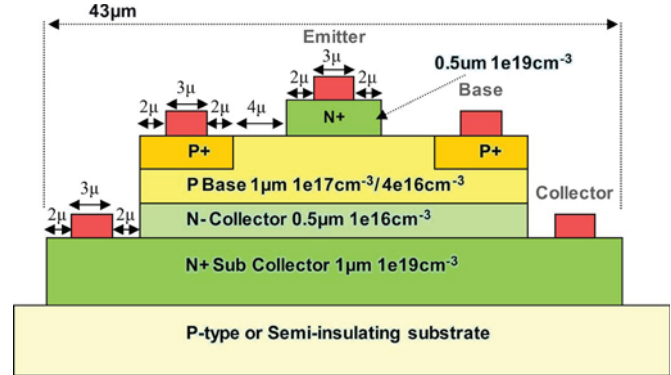 43μm
Emitter
3μ
0.5um 1e19cm-3
2μ
2μ
3μ
Base
2μ
2μ
4μ
N+
P+
P+
3μ
P Base 1μm 1e17cm-3/4e16cm-3
Collector
2μ
2μ
N- Collector 0.5μm 1e16cm-3
N+ Sub Collector 1μm 1e19cm-3
P-type or Semi-insulating substrate